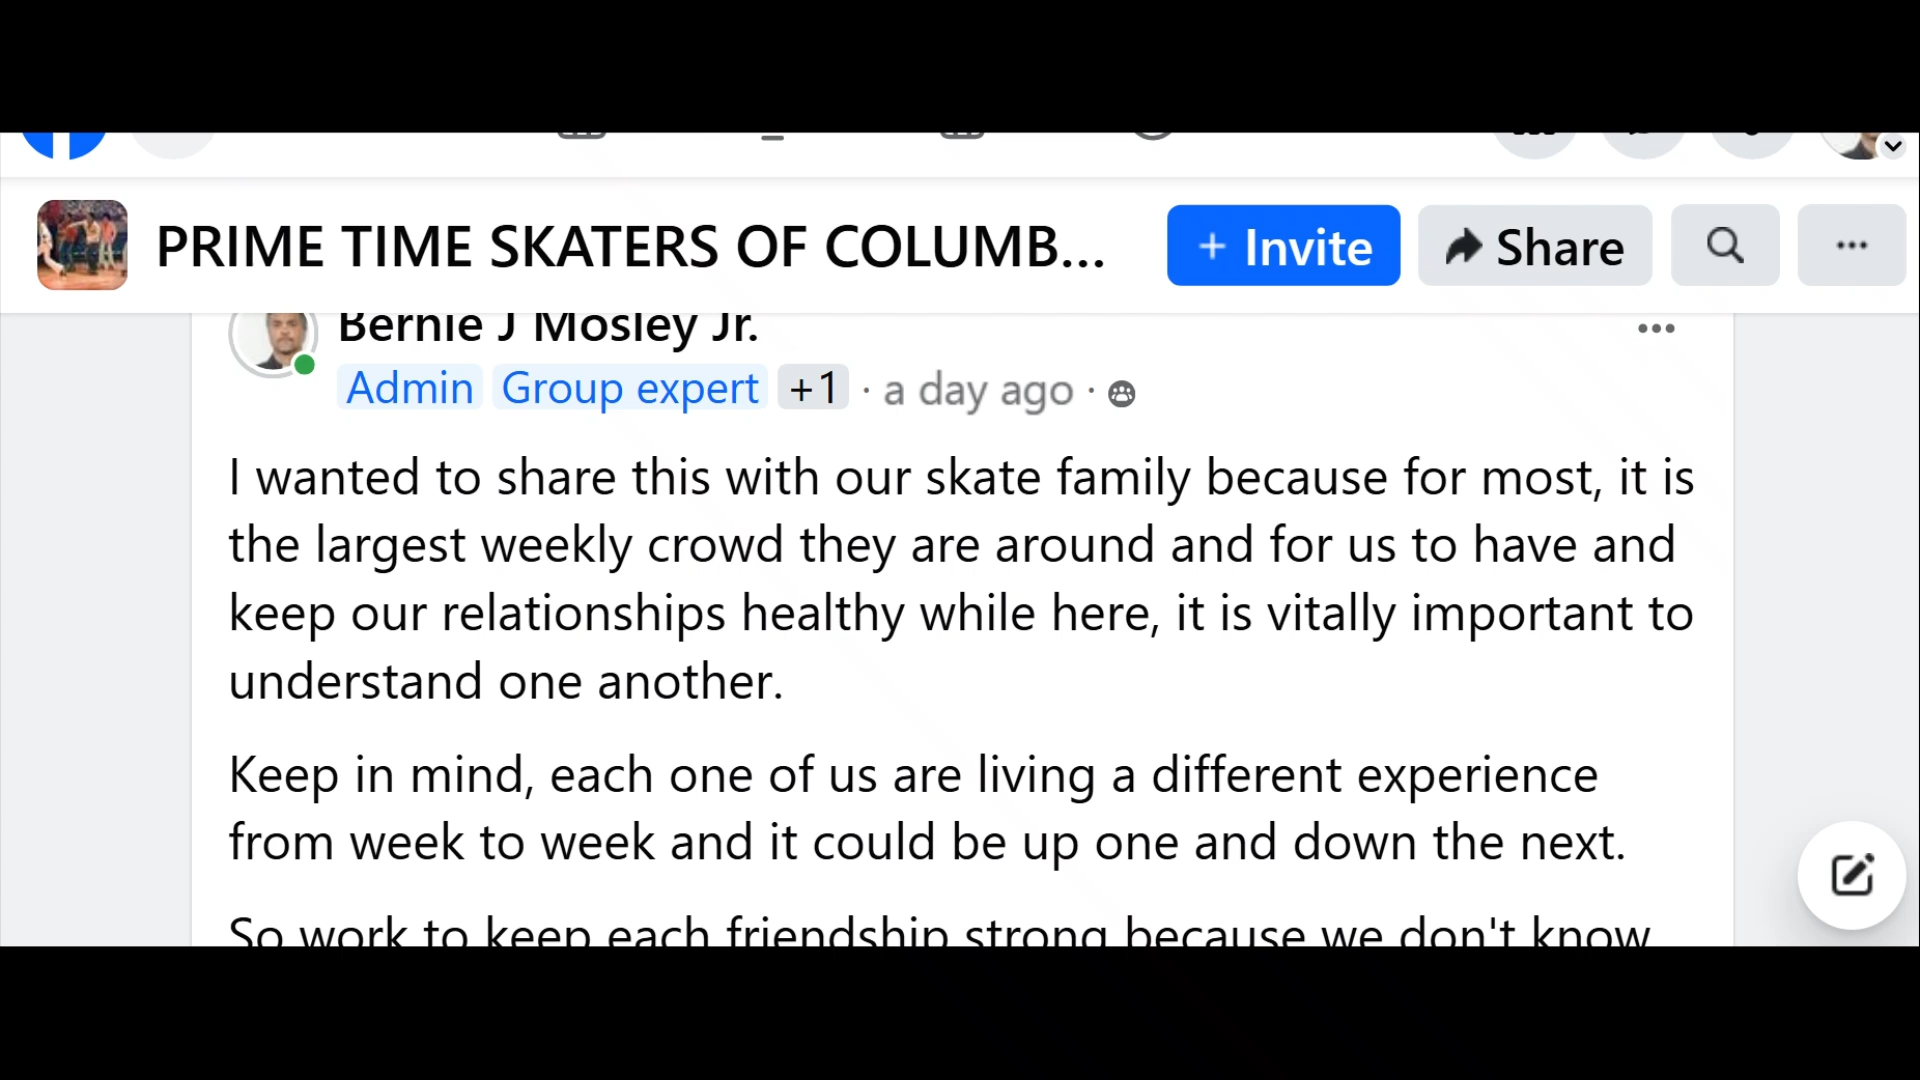 PRIME TIME SKATERS OF COLUMB...
+ Invite
Share
Bernie J Mosley Jr.
Admin Group expert +1 · a day ago ·
I wanted to share this with our skate family because for most, it is
the largest weekly crowd they are around and for us to have and
keep our relationships healthy while here, it is vitally important to
understand one another.
Keep in mind, each one of us are living a different experience
from week to week and it could be up one and down the next.
So work to keep each friendship strong because we don't know